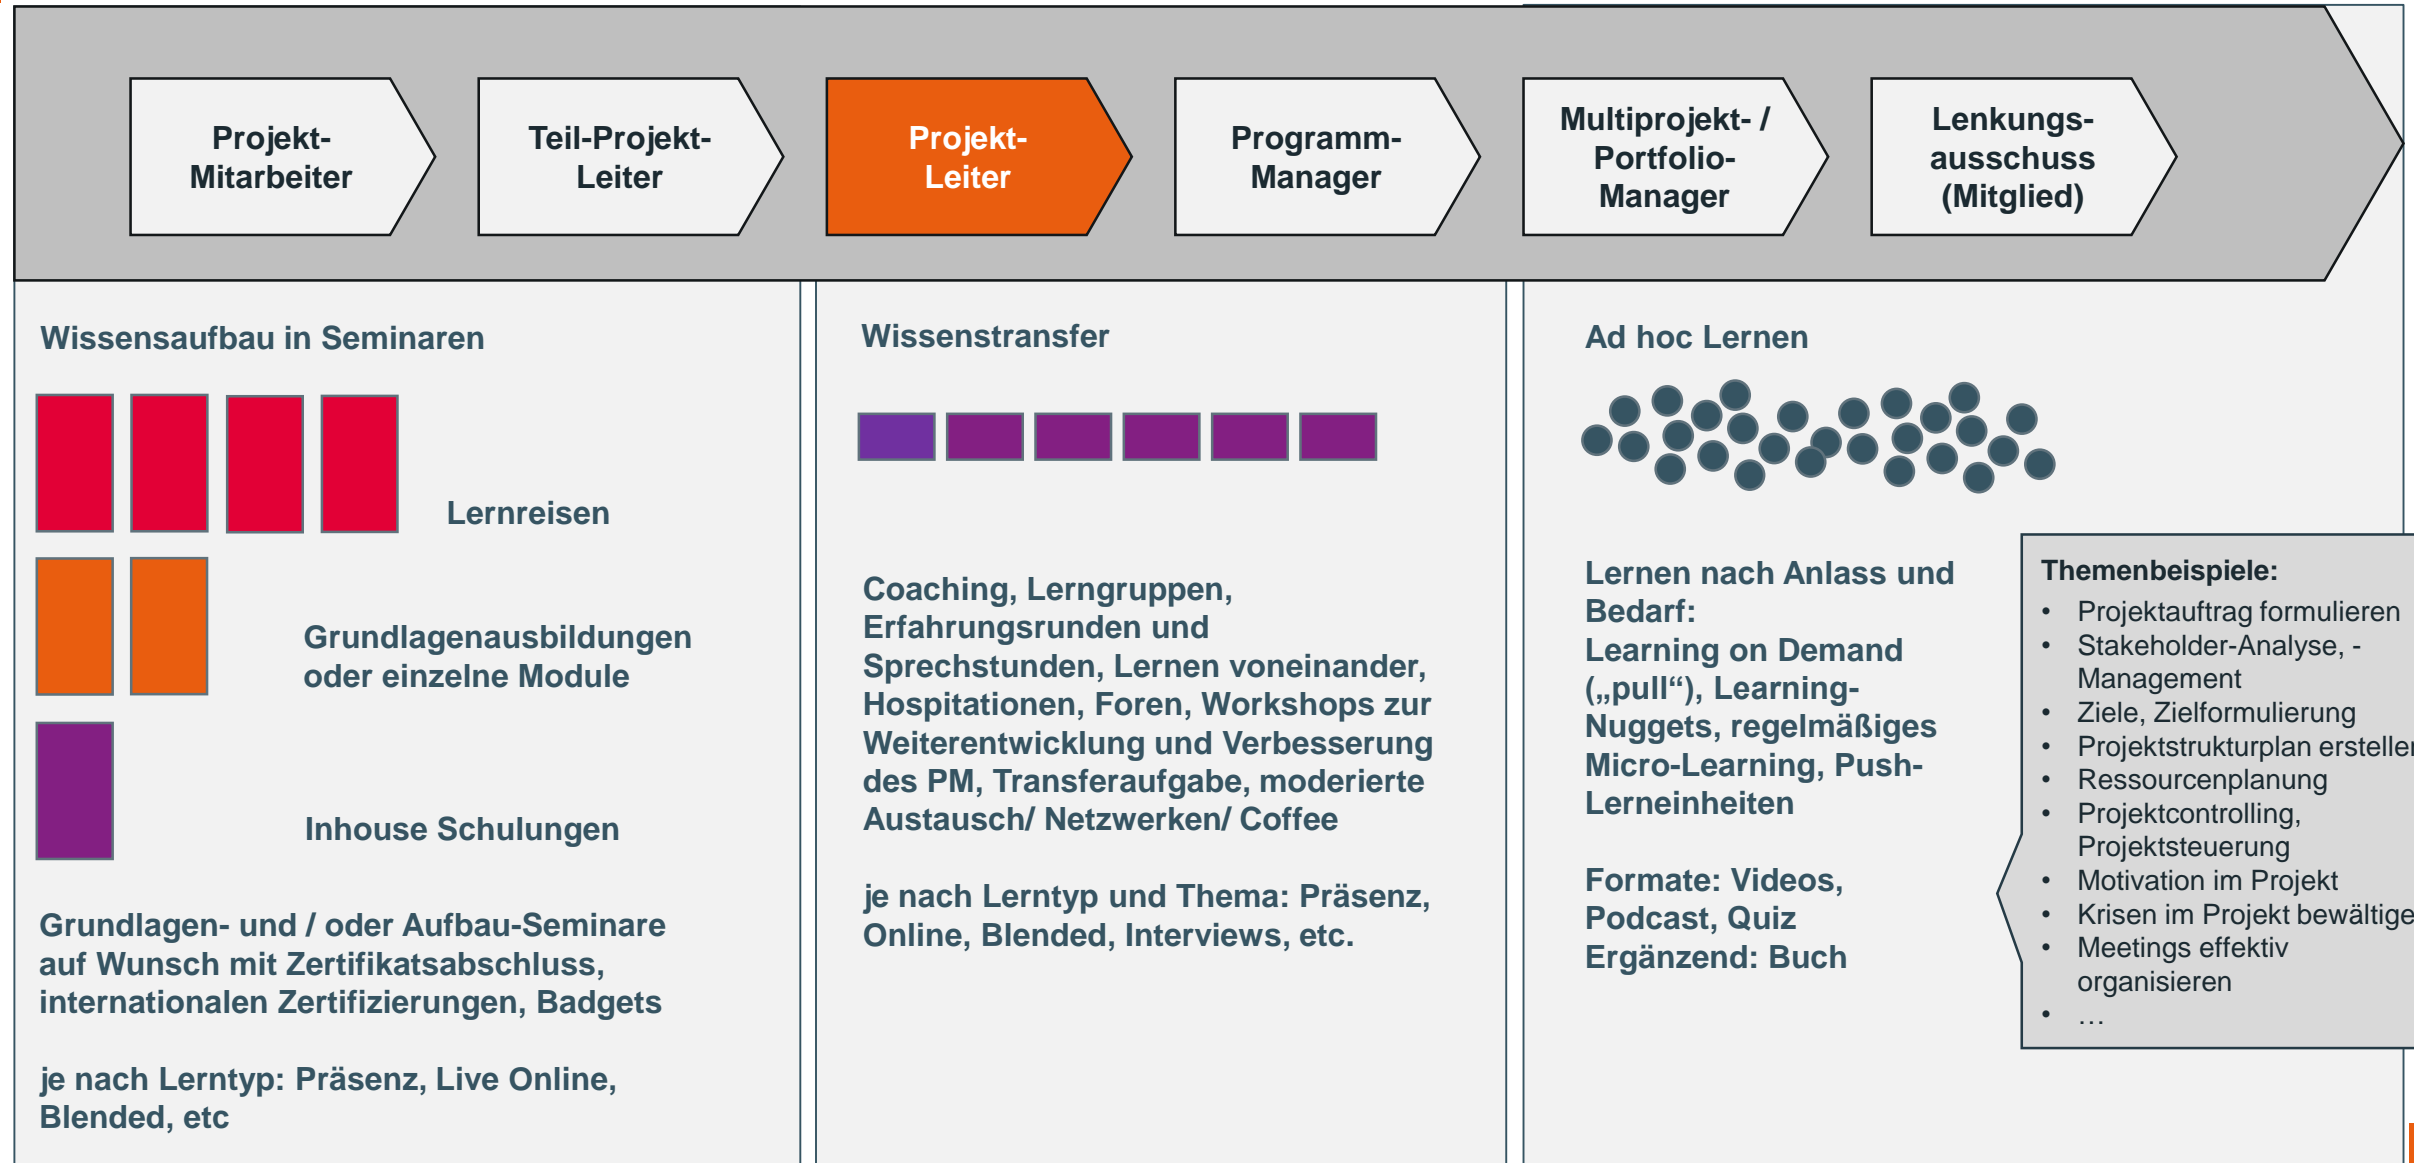 Projekt-
Mitarbeiter
Teil-Projekt-
Leiter
Projekt-
Leiter
Programm-
Manager
Multiprojekt- /
Portfolio-
Manager
Lenkungs-
ausschuss
(Mitglied)
Wissensaufbau in Seminaren
Lernreisen
Grundlagenausbildungen
oder einzelne Module
Inhouse Schulungen
Grundlagen- und / oder Aufbau-Seminare
auf Wunsch mit Zertifikatsabschluss,
internationalen Zertifizierungen, Badgets
je nach Lerntyp: Präsenz, Live Online,
Blended, etc
Wissenstransfer
Coaching, Lerngruppen,
Erfahrungsrunden und
Sprechstunden, Lernen voneinander,
Hospitationen, Foren, Workshops zur
Weiterentwicklung und Verbesserung
des PM, Transferaufgabe, moderierte
Austausch/ Netzwerken/ Coffee
je nach Lerntyp und Thema: Präsenz,
Online, Blended, Interviews, etc.
Ad hoc Lernen
Lernen nach Anlass und
Bedarf:
Learning on Demand
(„pull“), Learning-
Nuggets, regelmäßiges
Micro-Learning, Push-
Lerneinheiten
Formate: Videos,
Podcast, Quiz
Ergänzend: Buch
Themenbeispiele:
• Projektauftrag formulieren
• Stakeholder-Analyse, -
Management
• Ziele, Zielformulierung
• Projektstrukturplan erstellen
• Ressourcenplanung
• Projektcontrolling,
Projektsteuerung
• Motivation im Projekt
• Krisen im Projekt bewältige
• Meetings effektiv
organisieren
• …